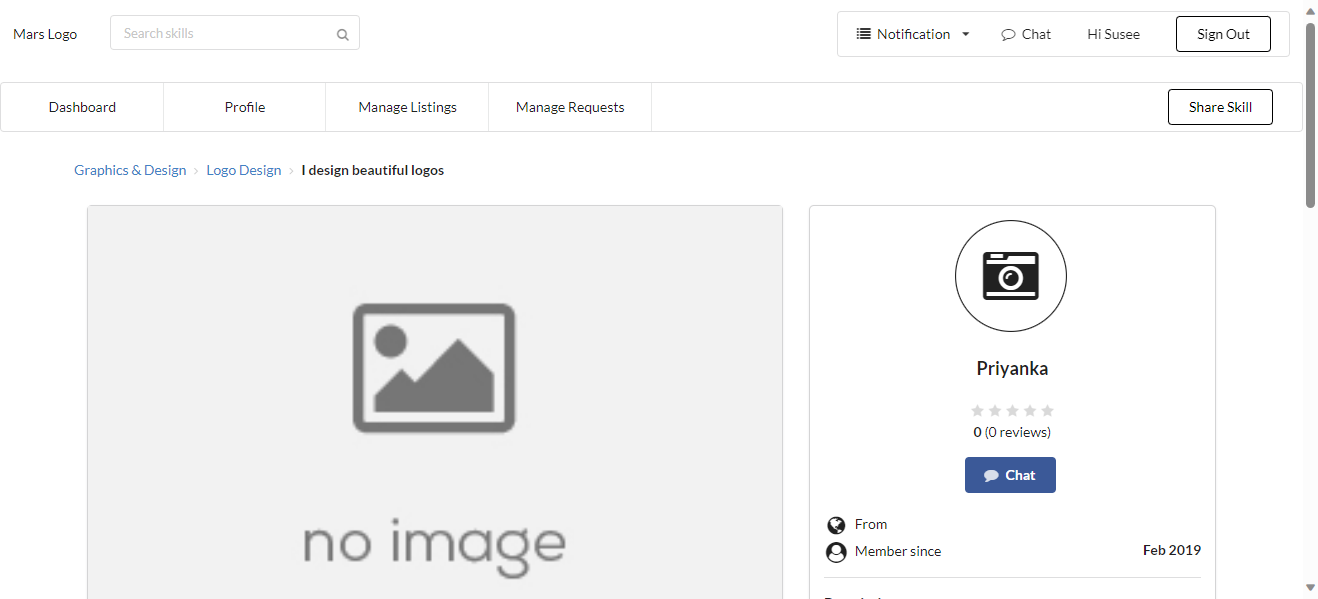 Mars Logo
Search skills
Notification
Chat
Hi Susee
Sign Out
Dashboard
Profile
Manage Listings
Manage Requests
Share Skill
Graphics & Design › Logo Design › I design beautiful logos
no image
Priyanka
0 (0 reviews)
Chat
From
Member since Feb 2019